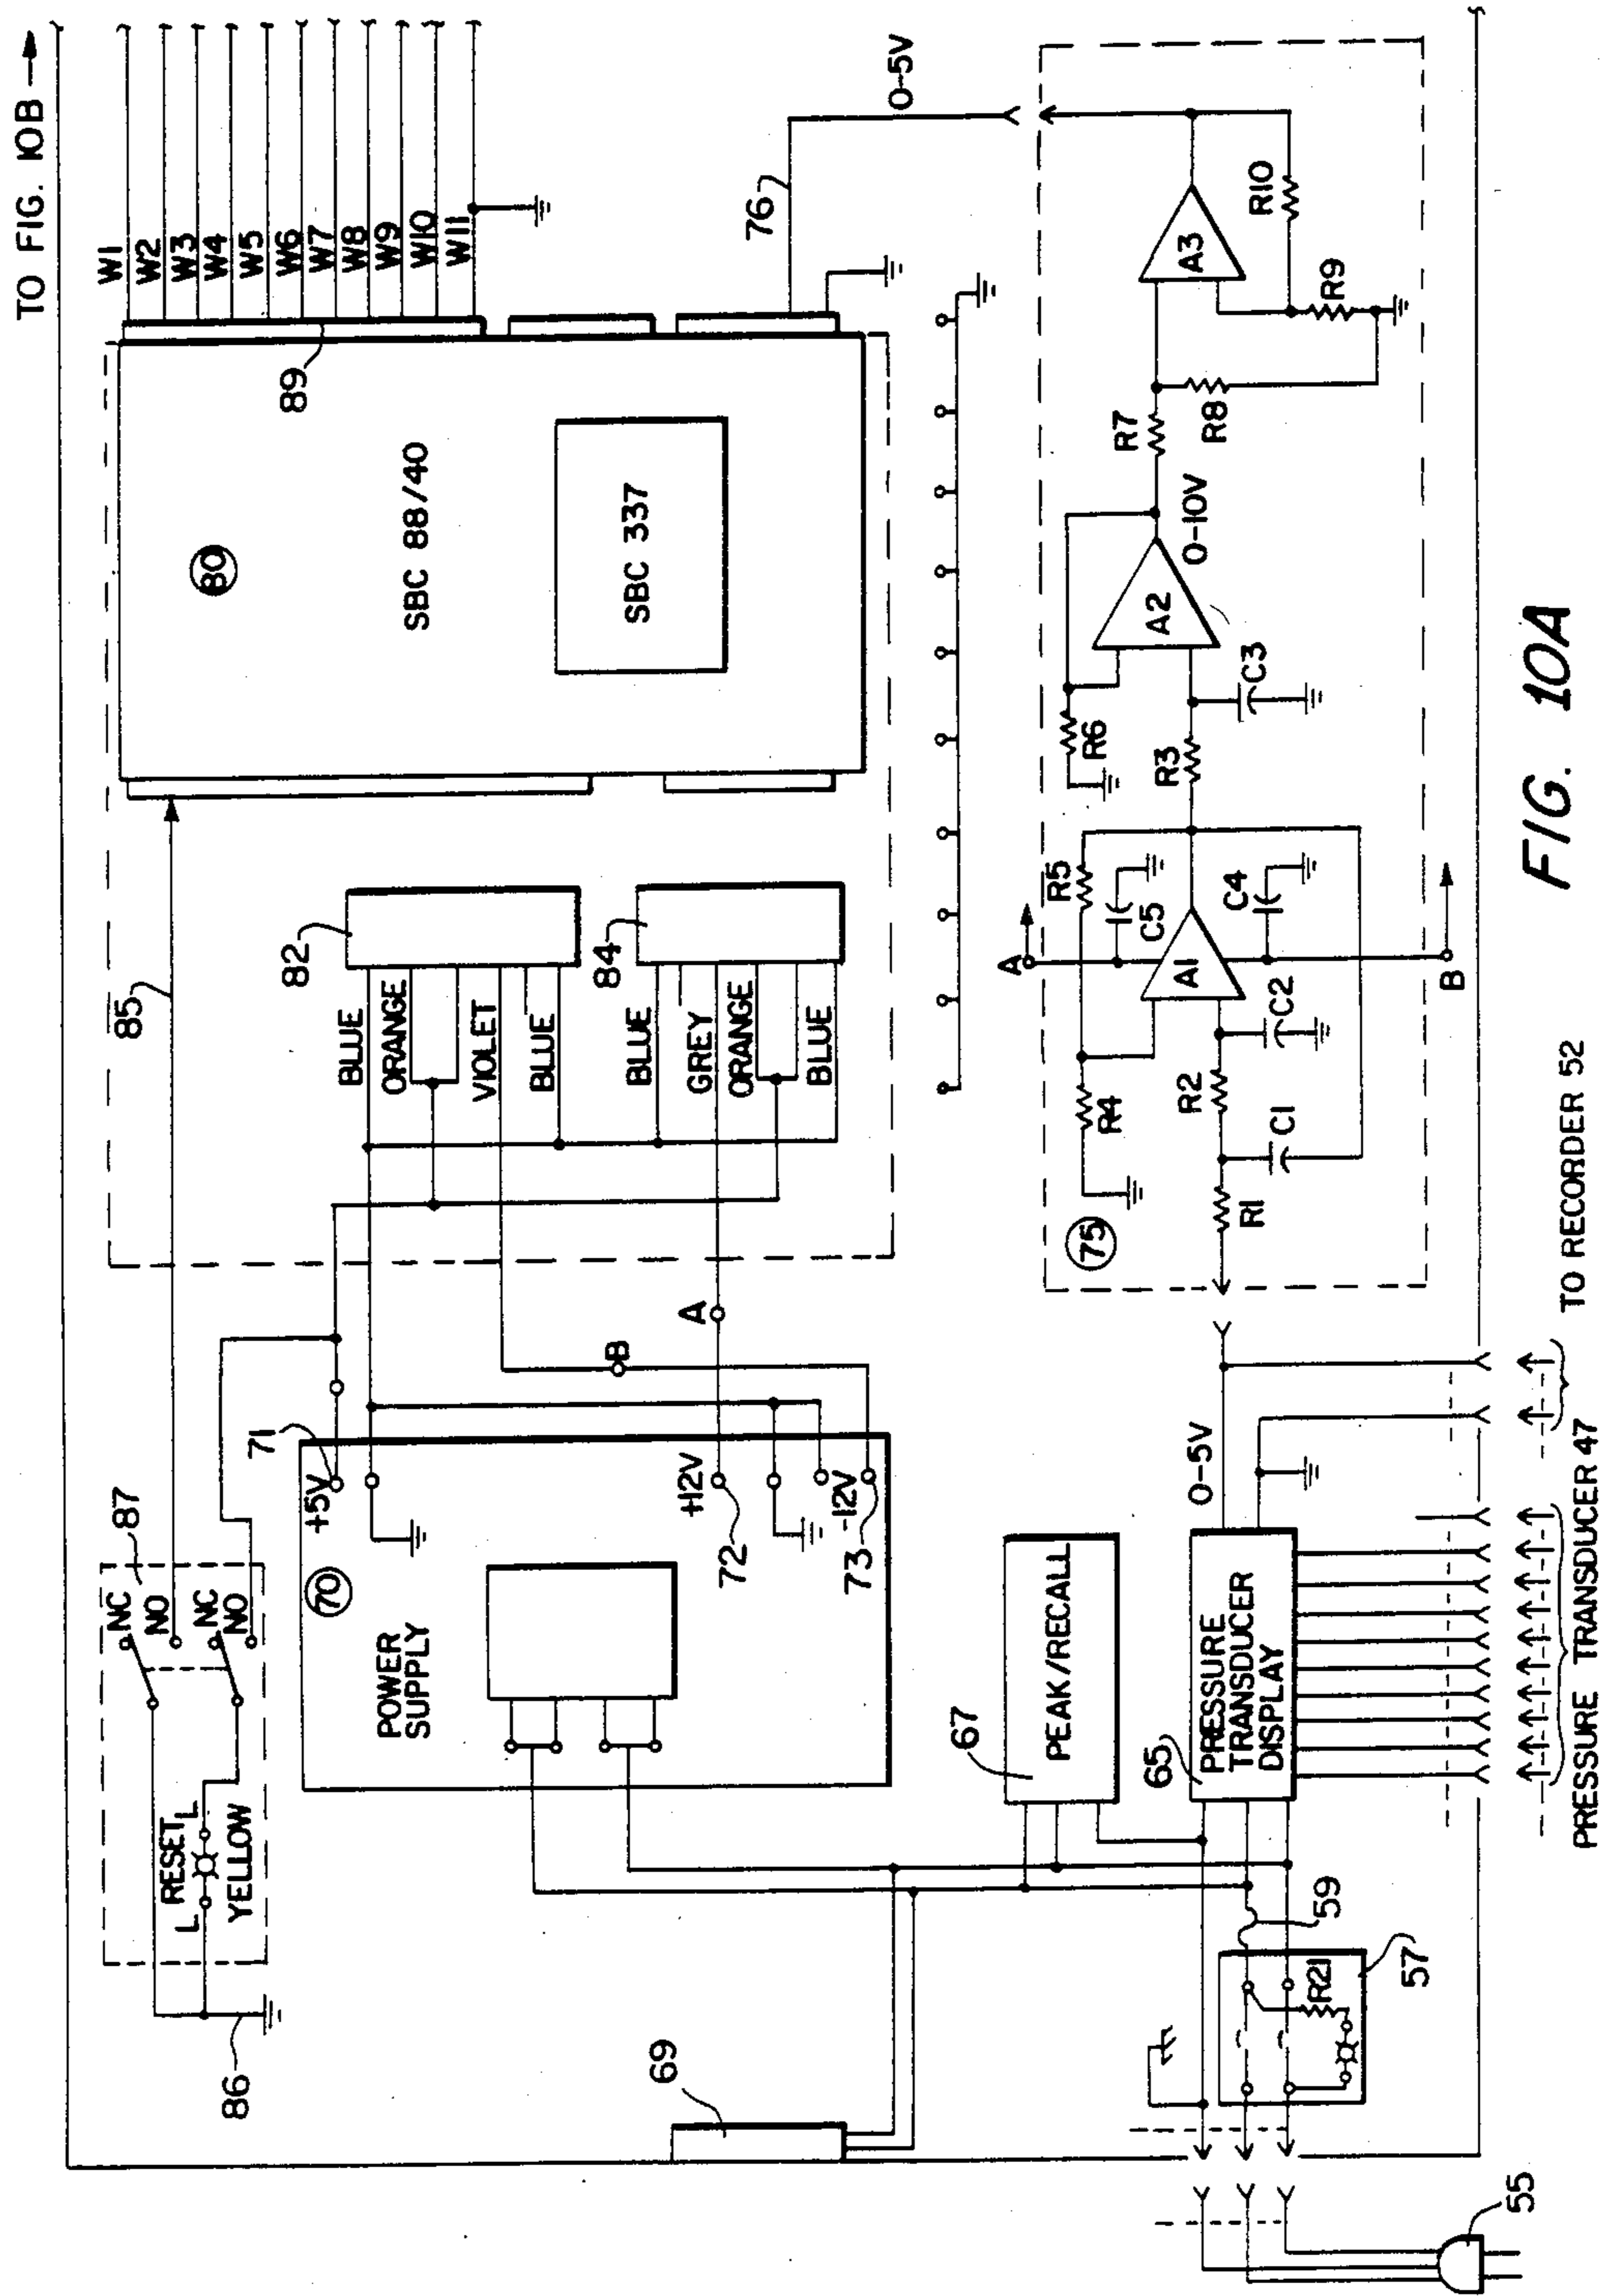 TO FIG. 10B
W1
W2
W3
W4
W5
W6
W7
W8
W9
W10
W11
89
80
SBC 88/40
SBC 337
76
0-5V
85
82
BLUE
ORANGE
VIOLET
BLUE
84
BLUE
GREY
ORANGE
BLUE
87
NC
NO
NC
NO
L
RESET
L
YELLOW
86
71
+5V
70
POWER
SUPPLY
+12V
72
-12V
73
B
A
69
67
PEAK/RECALL
65
PRESSURE
TRANSDUCER
DISPLAY
0-5V
59
57
R21
55
75
A
B
R1
R2
C1
C2
R4
R5
C5
C4
A1
R3
C3
R6
A2
0-10V
R7
R8
A3
R9
R10
PRESSURE TRANSDUCER 47
TO RECORDER 52
FIG. 10A